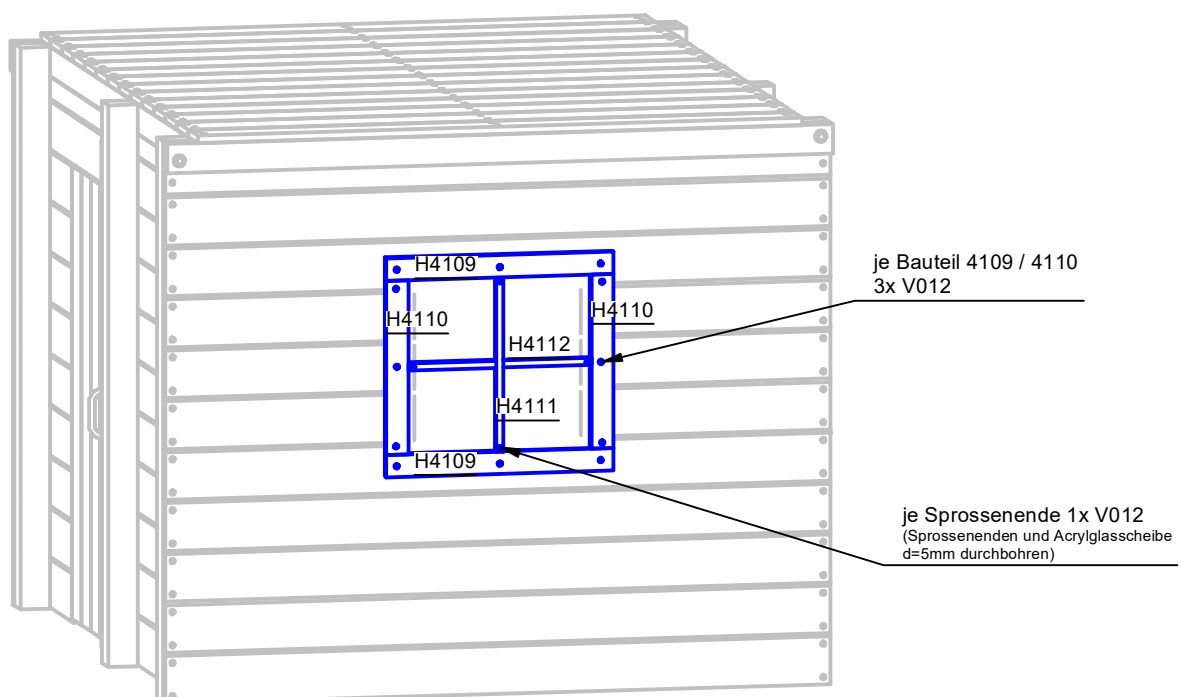 H4109
H4110
H4110
H4112
H4111
H4109
je Bauteil 4109 / 4110
3x V012
je Sprossenende 1x V012
(Sprossenenden und Acrylglasscheibe
d=5mm durchbohren)